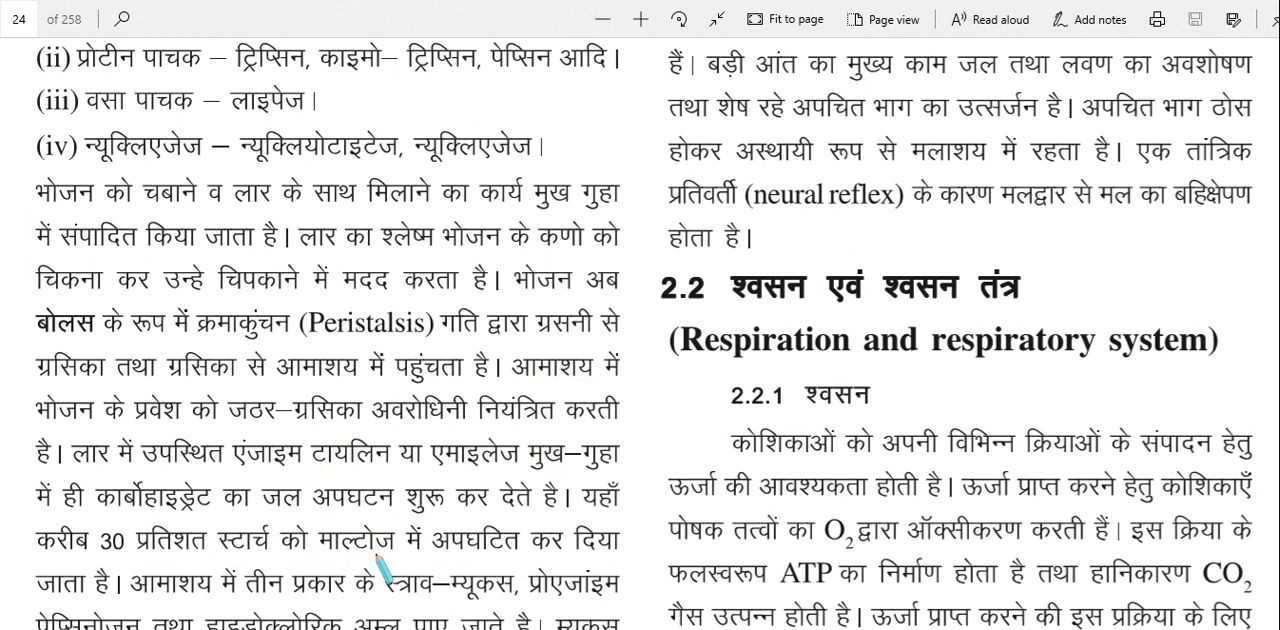 24 of 258 Fit to page Page view Read aloud Add notes
(ii) प्रोटीन पाचक – ट्रिप्सिन, काइमो– ट्रिप्सिन, पेप्सिन आदि।
(iii) वसा पाचक – लाइपेज।
(iv) न्यूक्लिएजेज – न्यूक्लियोटाइटेज, न्यूक्लिएजेज।
भोजन को चबाने व लार के साथ मिलाने का कार्य मुख गुहा
में संपादित किया जाता है। लार का श्लेष्म भोजन के कणो को
चिकना कर उन्हे चिपकाने में मदद करता है। भोजन अब
बोलस के रूप में क्रमाकुंचन (Peristalsis) गति द्वारा ग्रसनी से
ग्रसिका तथा ग्रसिका से आमाशय में पहुंचता है। आमाशय में
भोजन के प्रवेश को जठर–ग्रसिका अवरोधिनी नियंत्रित करती
है। लार में उपस्थित एंजाइम टायलिन या एमाइलेज मुख–गुहा
में ही कार्बोहाइड्रेट का जल अपघटन शुरू कर देते है। यहाँ
करीब 30 प्रतिशत स्टार्च को माल्टोज में अपघटित कर दिया
जाता है। आमाशय में तीन प्रकार के स्त्राव–म्यूकस, प्रोएजांइम
पेप्सिनोजन तथा हाइड्रोक्लोरिक अम्ल पाए जाते है। म्यूकस
हैं। बड़ी आंत का मुख्य काम जल तथा लवण का अवशोषण
तथा शेष रहे अपचित भाग का उत्सर्जन है। अपचित भाग ठोस
होकर अस्थायी रूप से मलाशय में रहता है। एक तांत्रिक
प्रतिवर्ती (neural reflex) के कारण मलद्वार से मल का बहिक्षेपण
होता है।
2.2 श्वसन एवं श्वसन तंत्र
(Respiration and respiratory system)
2.2.1 श्वसन
कोशिकाओं को अपनी विभिन्न क्रियाओं के संपादन हेतु
ऊर्जा की आवश्यकता होती है। ऊर्जा प्राप्त करने हेतु कोशिकाएँ
पोषक तत्वों का O₂ द्वारा ऑक्सीकरण करती हैं। इस क्रिया के
फलस्वरूप ATP का निर्माण होता है तथा हानिकारण CO₂
गैस उत्पन्न होती है। ऊर्जा प्राप्त करने की इस प्रक्रिया के लिए